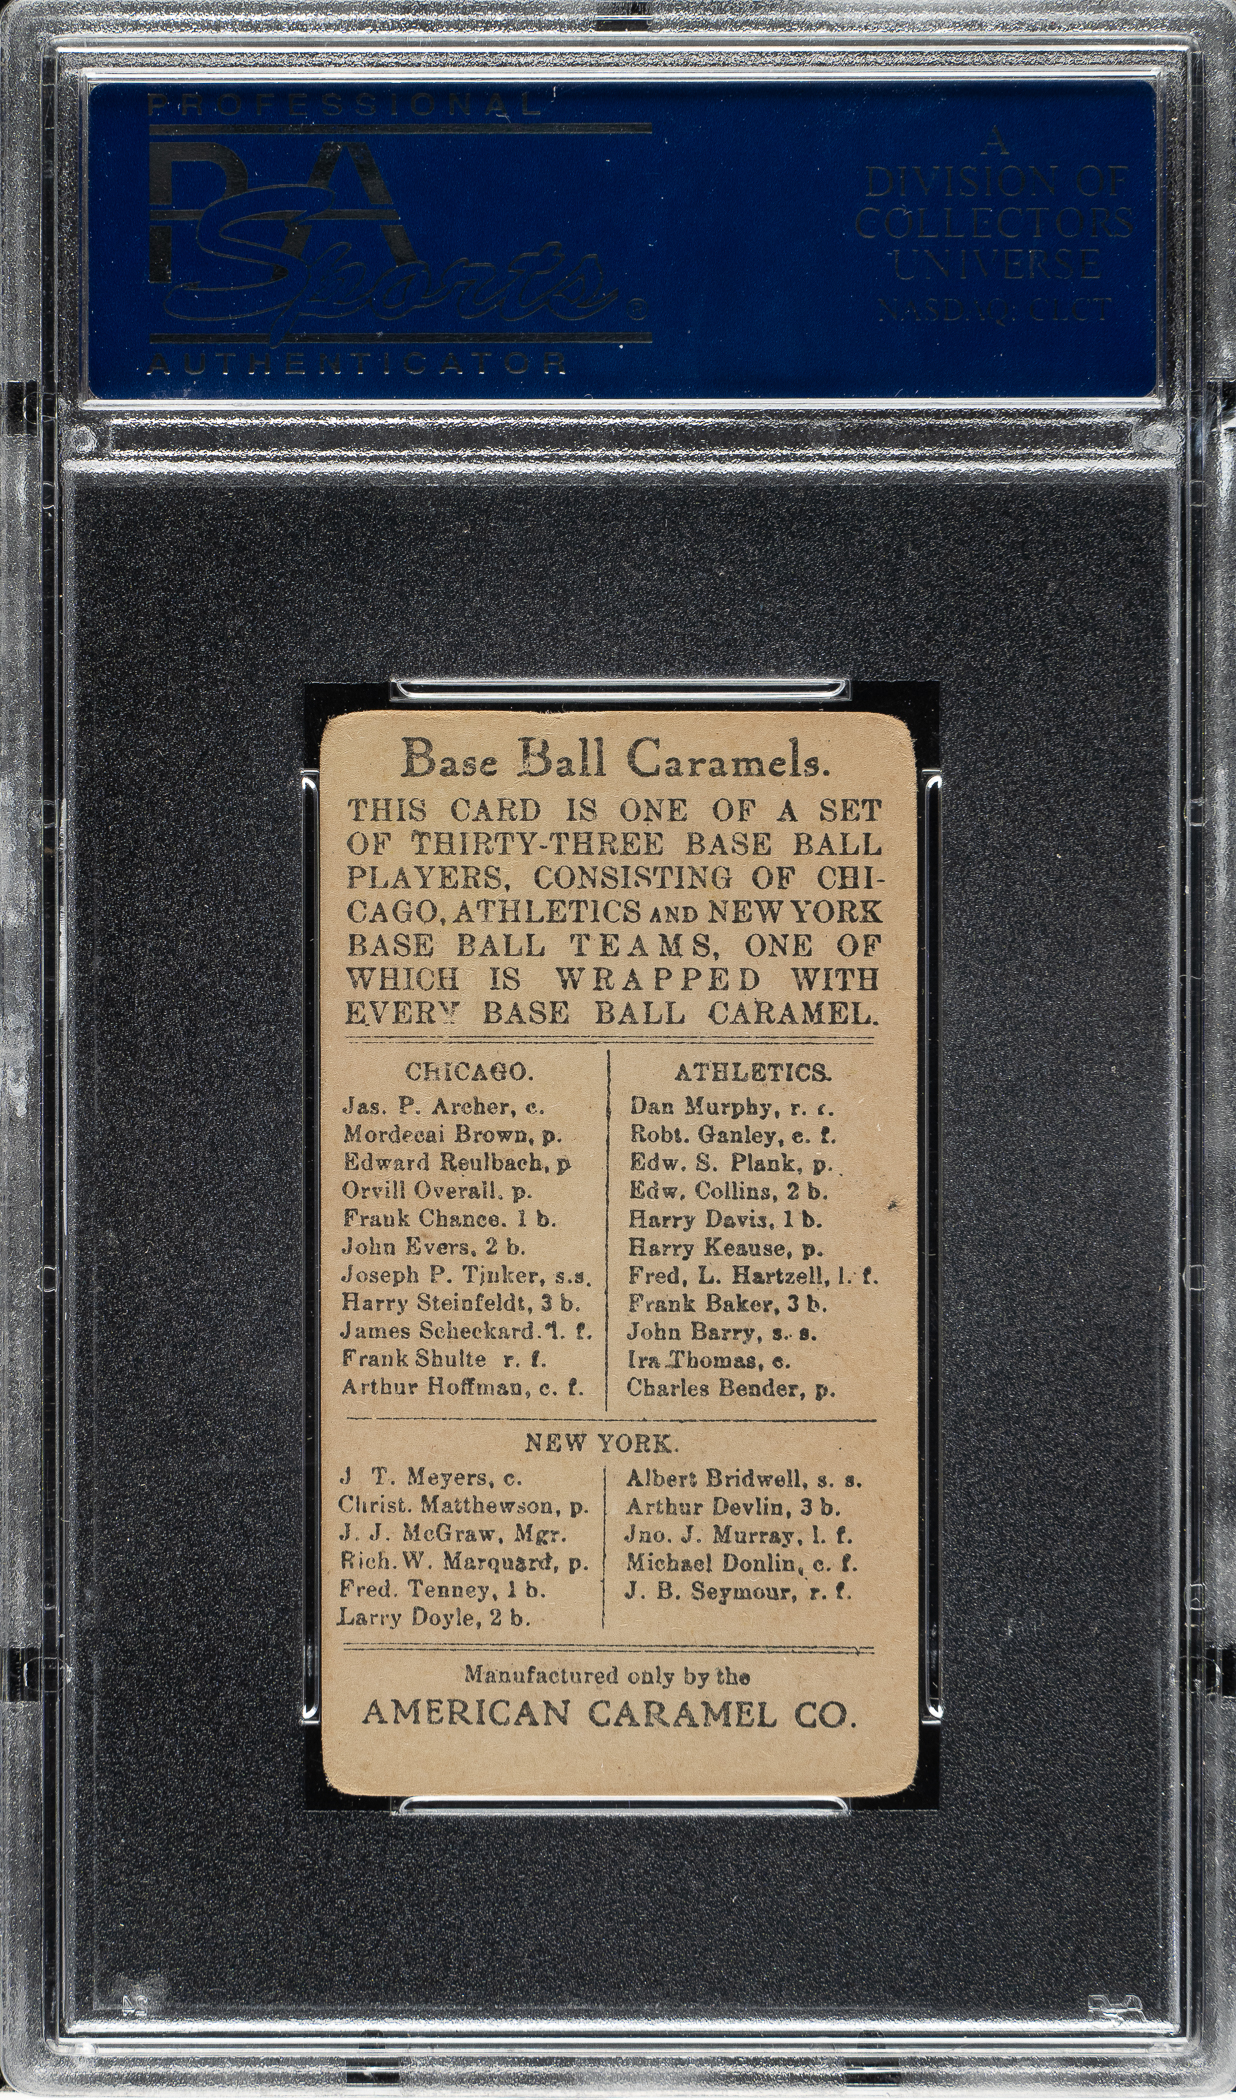 PROFESSIONAL
PSA
Sports®
AUTHENTICATOR
A
DIVISION OF
COLLECTORS
UNIVERSE
NASDAQ: CLCT
Base Ball Caramels.
THIS CARD IS ONE OF A SET
OF THIRTY-THREE BASE BALL
PLAYERS, CONSISTING OF CHI-
CAGO, ATHLETICS AND NEW YORK
BASE BALL TEAMS, ONE OF
WHICH IS WRAPPED WITH
EVERY BASE BALL CARAMEL.
CHICAGO.
Jas. P. Archer, c.
Mordecai Brown, p.
Edward Reulbach, p
Orvill Overall. p.
Frank Chance. 1 b.
John Evers, 2 b.
Joseph P. Tinker, s.s.
Harry Steinfeldt, 3 b.
James Scheckard. l. f.
Frank Shulte r. f.
Arthur Hoffman, c. f.
ATHLETICS.
Dan Murphy, r. f.
Robt. Ganley, c. f.
Edw. S. Plank, p.
Edw. Collins, 2 b.
Harry Davis, 1 b.
Harry Keause, p.
Fred, L. Hartzell, l. f.
Frank Baker, 3 b.
John Barry, s. s.
Ira Thomas, c.
Charles Bender, p.
NEW YORK.
J T. Meyers, c.
Christ. Matthewson, p.
J. J. McGraw, Mgr.
Rich. W. Marquard, p.
Fred. Tenney, 1 b.
Larry Doyle, 2 b.
Albert Bridwell, s. s.
Arthur Devlin, 3 b.
Jno. J. Murray, l. f.
Michael Donlin, c. f.
J. B. Seymour, r. f.
Manufactured only by the
AMERICAN CARAMEL CO.